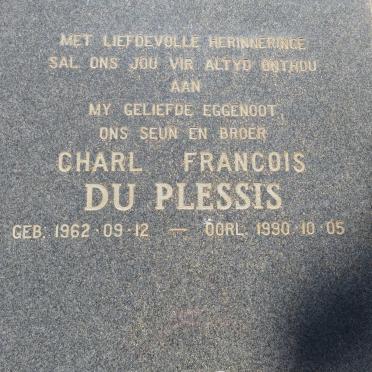 MET LIEFDEVOLLE HERINNERINGE
SAL ONS JOU VIR ALTYD ONTHOU
AAN
MY GELIEFDE EGGENOOT,
ONS SEUN EN BROER
CHARL FRANCOIS
DU PLESSIS
GEB. 1962·09·12 — OORL. 1990·10·05